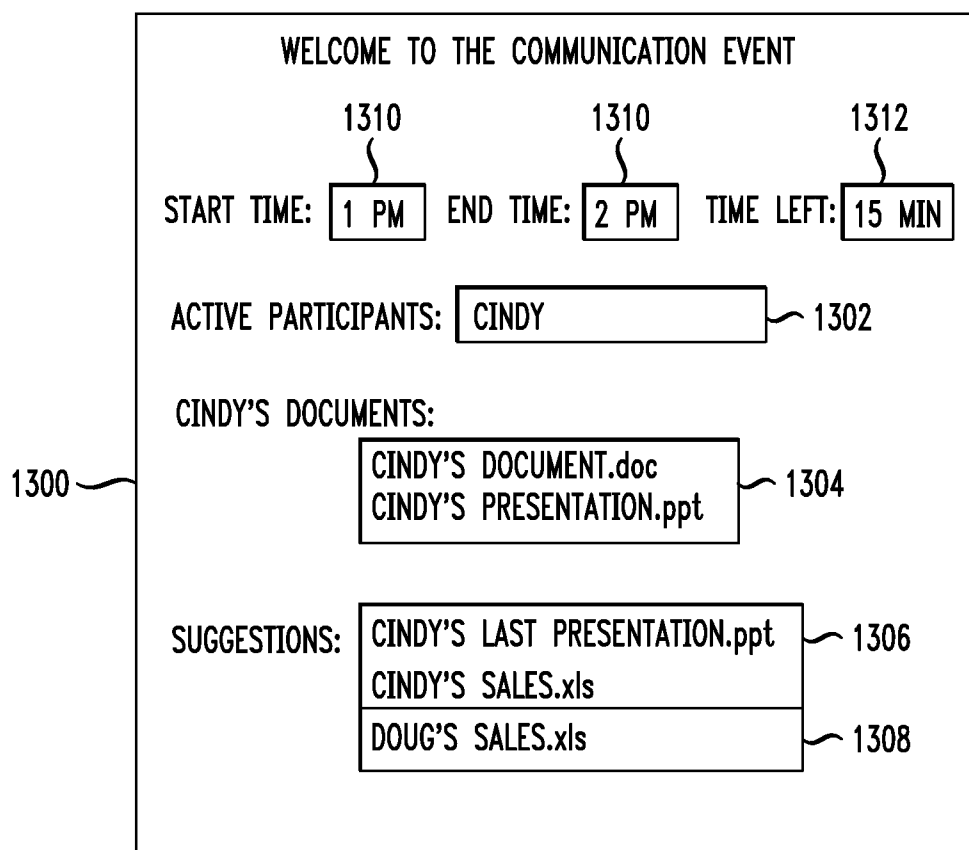 WELCOME TO THE COMMUNICATION EVENT
1310 1310 1312
START TIME: 1 PM END TIME: 2 PM TIME LEFT: 15 MIN
ACTIVE PARTICIPANTS: CINDY 1302
CINDY'S DOCUMENTS:
CINDY'S DOCUMENT.doc
1300 1304
CINDY'S PRESENTATION.ppt
SUGGESTIONS: CINDY'S LAST PRESENTATION.ppt 1306
CINDY'S SALES.xls
DOUG'S SALES.xls 1308